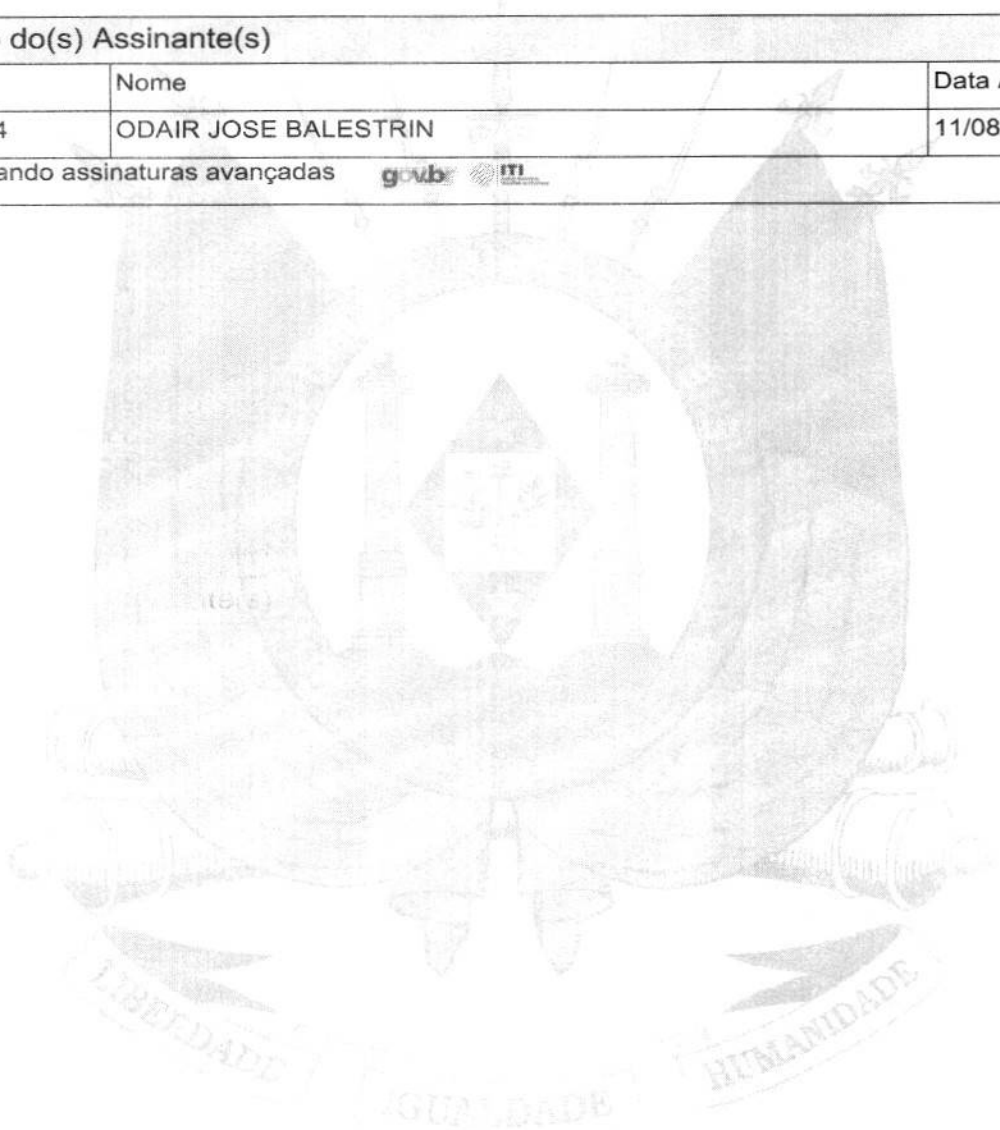 do(s) Assinante(s)
Nome Data
4 ODAIR JOSE BALESTRIN 11/08
ando assinaturas avançadas gov.br ITI
LIBERDADE IGUALDADE HUMANIDADE